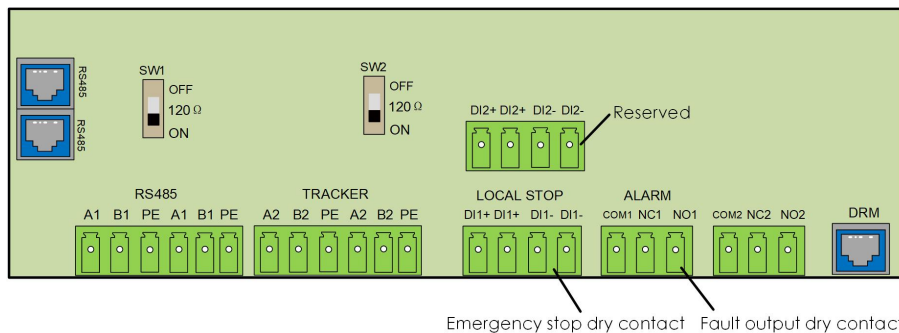 RS485
RS485
SW1
OFF
120 Ω
ON
SW2
OFF
120 Ω
ON
DI2+ DI2+ DI2- DI2-
Reserved
RS485
A1 B1 PE A1 B1 PE
TRACKER
A2 B2 PE A2 B2 PE
LOCAL STOP
DI1+ DI1+ DI1- DI1-
ALARM
COM1 NC1 NO1
COM2 NC2 NO2
DRM
Emergency stop dry contact
Fault output dry contact